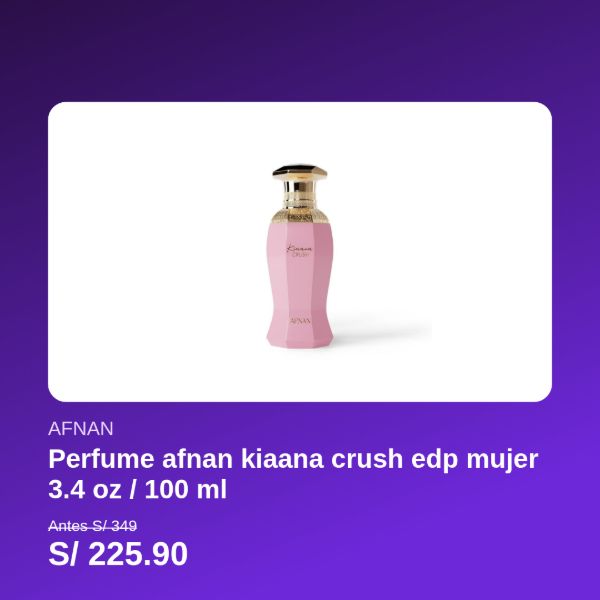 Kiaana
CRUSH
AFNAN
AFNAN
Perfume afnan kiaana crush edp mujer
3.4 oz / 100 ml
Antes S/ 349
S/ 225.90